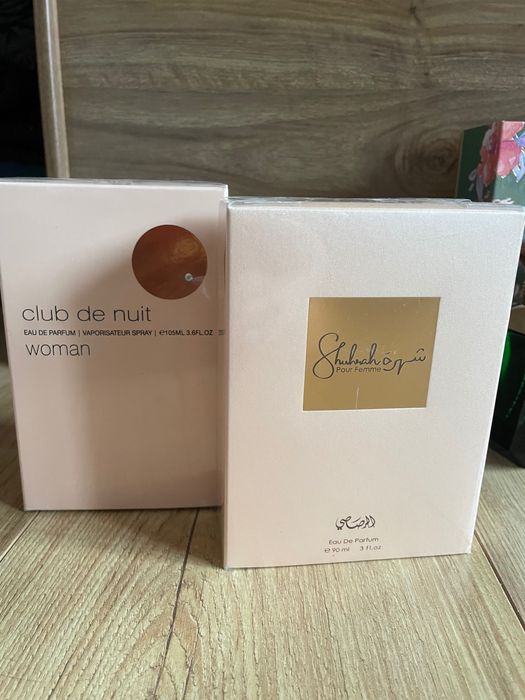 club de nuit
EAU DE PARFUM | VAPORISATEUR SPRAY | ℮105ML 3.6FL.OZ
woman
Shuhrah شهرة
Pour Femme
الرصاصي
Eau De Parfum
℮ 90 ml 3 fl.oz